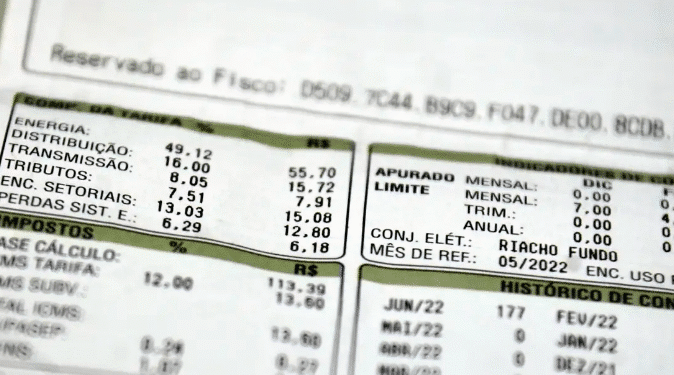 Reservado ao Fisco: D509.7C44.B9C9.F047.DE00.8CDB.
COMP. DA TARIFA % R$
ENERGIA: 49.12 55.70
DISTRIBUIÇÃO: 16.00 15.72
TRANSMISSÃO: 8.05 7.91
TRIBUTOS: 7.51 15.08
ENC. SETORIAIS: 13.03 12.80
PERDAS SIST. E.: 6.29 6.18
IMPOSTOS % R$
BASE CÁLCULO: 113.39
TARIFA: 12.00 13.60
SUBV.:
ICMS 13.60
0.27
INDICADORES DE
DIC
APURADO MENSAL: 0.00
LIMITE MENSAL: 7.00
TRIM.: 0.00
ANUAL: 0.00
CONJ. ELÉT.: RIACHO FUNDO
MÊS DE REF.: 05/2022 ENC. USO
HISTÓRICO DE CON
JUN/22 177 FEV/22
MAI/22 0 JAN/22
ABR/22 0 DEZ/21